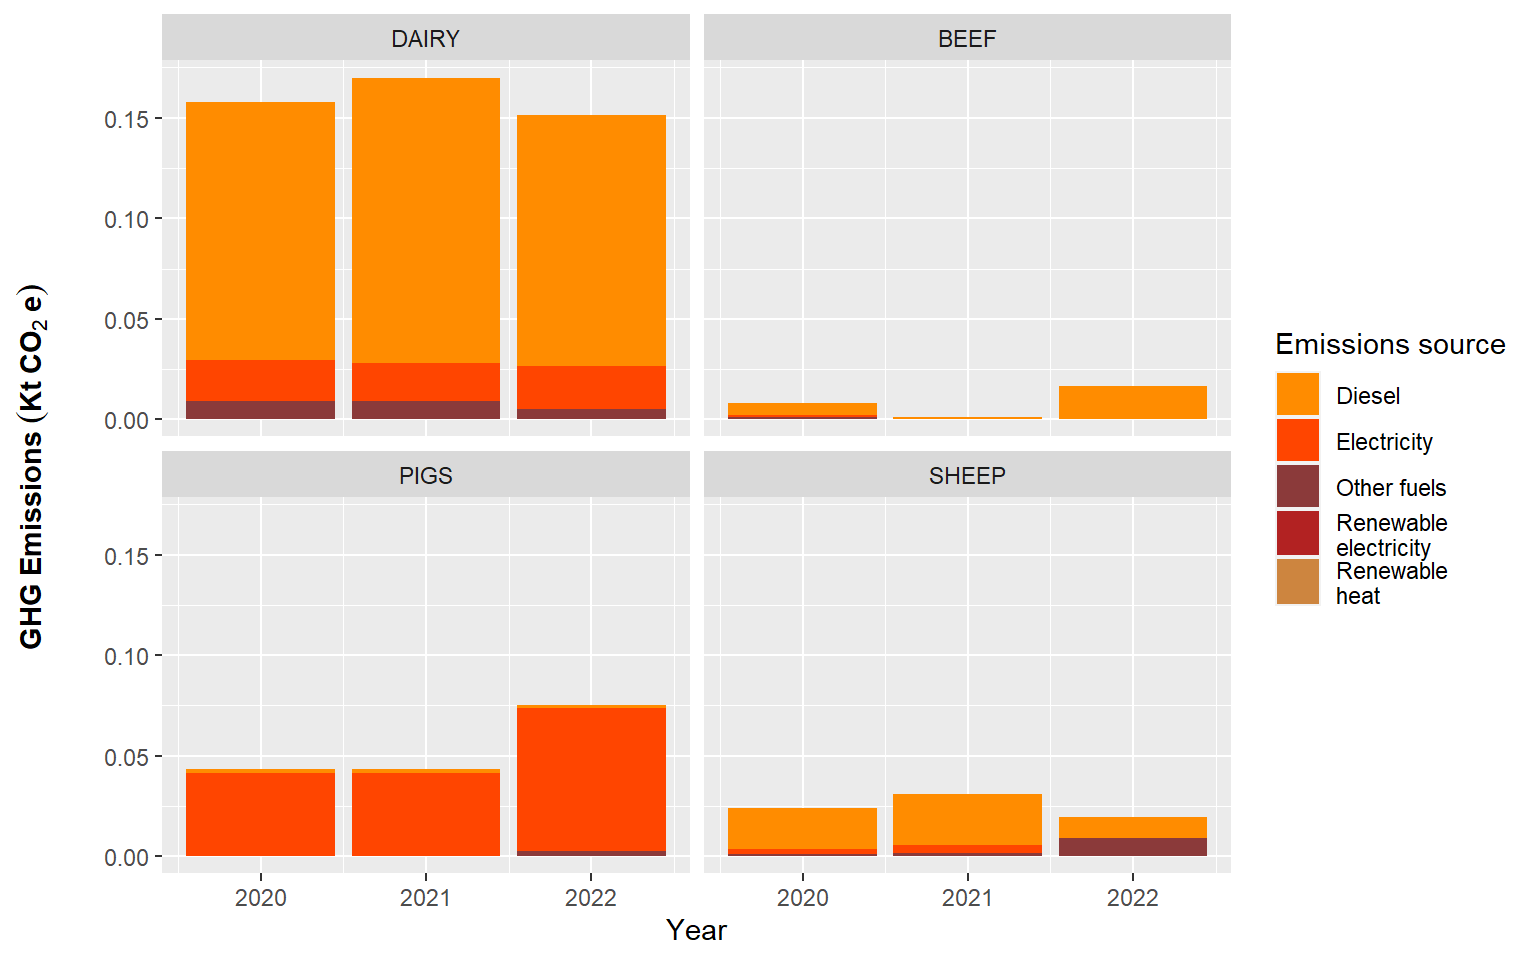 DAIRY
BEEF
0.15
0.10
0.05
0.00
PIGS
SHEEP
0.15
0.10
0.05
0.00
2020
2021
2022
2020
2021
2022
Year
GHG Emissions (Kt CO₂ e)
Emissions source
Diesel
Electricity
Other fuels
Renewable
electricity
Renewable
heat